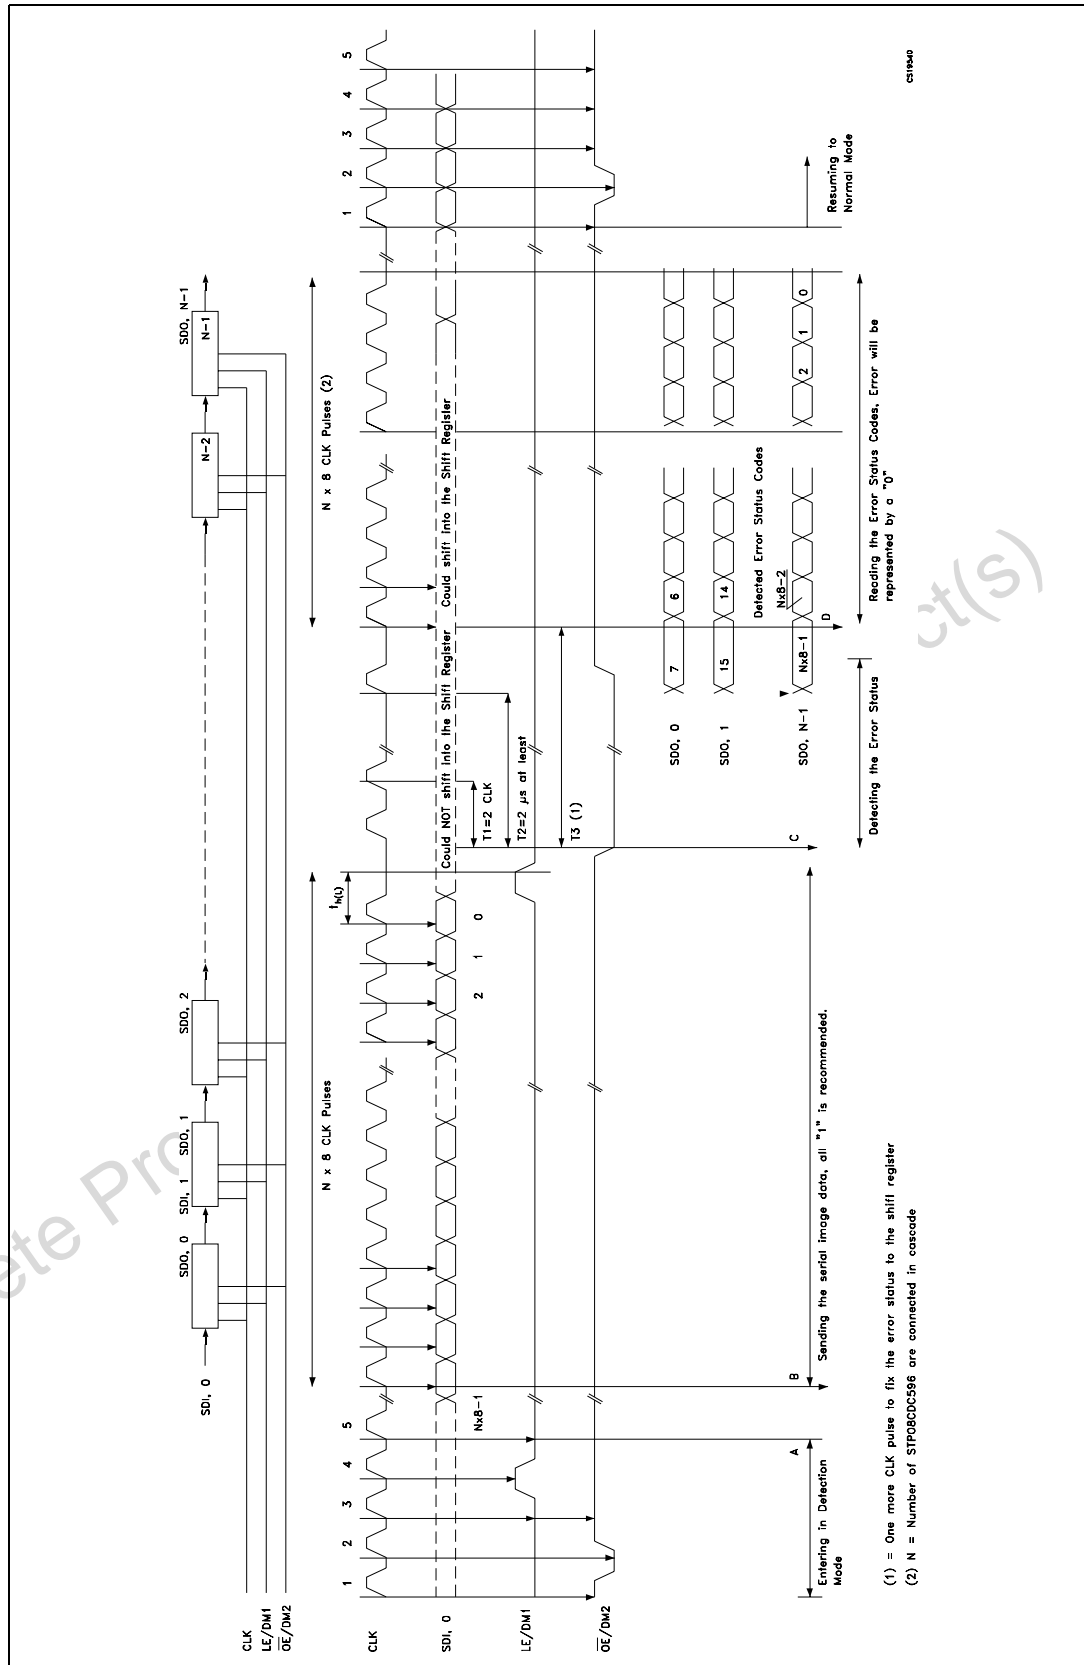 SDI, 0
SDO, 0
SDI, 1
SDO, 1
SDO, 2
N-2
SDO, N-1
N-1
CLK
LE/DM1
OE/DM2
N x 8 CLK Pulses
N x 8 CLK Pulses (2)
th(L)
CLK
1
2
3
4
5
1
2
3
4
5
SDI, 0
Could NOT shift into the Shift Register
Could shift into the Shift Register
Nx8-1
2
1
0
T1=2 CLK
T2=2 µs at least
T3 (1)
LE/DM1
OE/DM2
SDO, 0
7
6
SDO, 1
15
14
Detected Error Status Codes
Nx8-2
SDO, N-1
Nx8-1
2
1
0
A
B
C
D
Entering in Detection
Mode
Sending the serial image data, all "1" is recommended.
Detecting the Error Status
Reading the Error Status Codes, Error will be
represented by a "0"
Resuming to
Normal Mode
(1) = One more CLK pulse to fix the error status to the shift register
(2) N = Number of STP08CDC596 are connected in cascade
CS19340
ete Pro
ct(s)